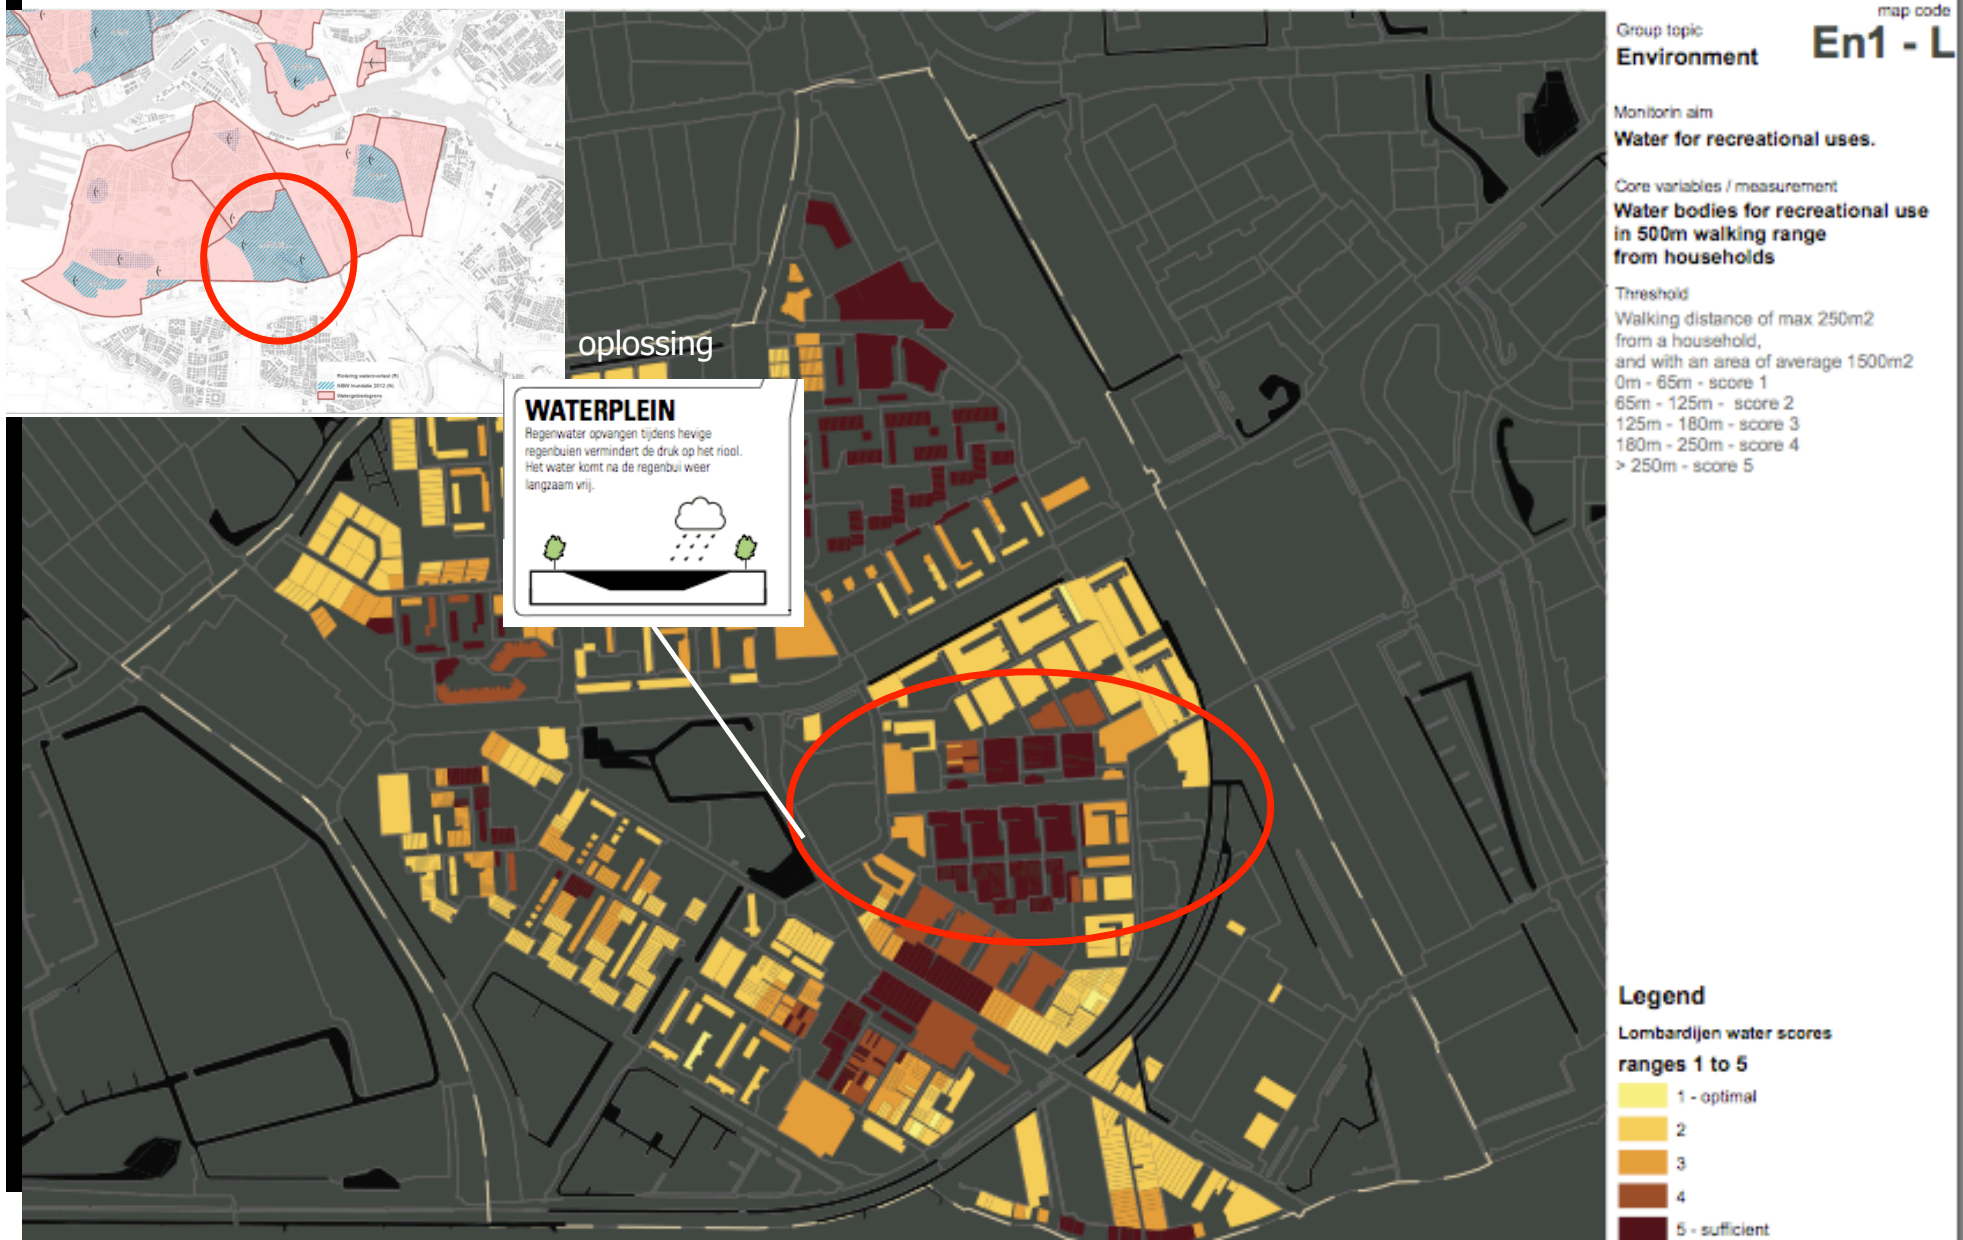 map code
Group topic
En1 - L
Environment
Monitorin aim
Water for recreational uses.
Core variables / measurement
Water bodies for recreational use
in 500m walking range
from households
Threshold
Walking distance of max 250m2
from a household,
and with an area of average 1500m2
0m - 65m - score 1
65m - 125m - score 2
125m - 180m - score 3
180m - 250m - score 4
> 250m - score 5
oplossing
WATERPLEIN
Regenwater opvangen tijdens hevige
regenbuien vermindert de druk op het riool.
Het water komt na de regenbui weer
langzaam vrij.
NBW Inundatie 2012 (N)
Watergebiedsgrens
Legend
Lombardijen water scores
ranges 1 to 5
1 - optimal
2
3
4
5 - sufficient